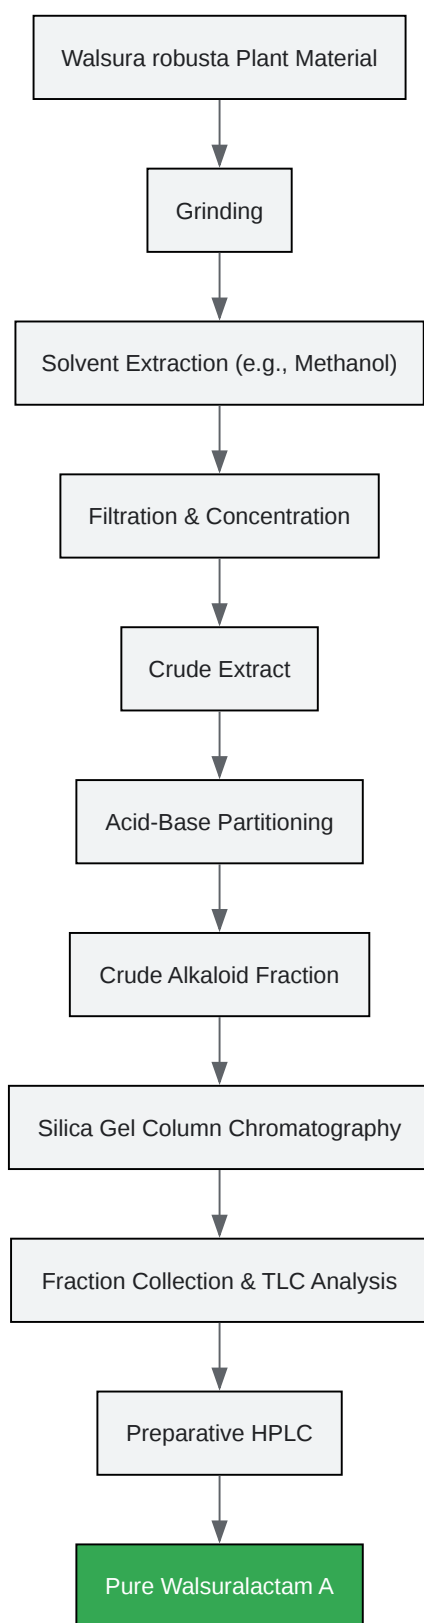 Walsura robusta Plant Material
Grinding
Solvent Extraction (e.g., Methanol)
Filtration & Concentration
Crude Extract
Acid-Base Partitioning
Crude Alkaloid Fraction
Silica Gel Column Chromatography
Fraction Collection & TLC Analysis
Preparative HPLC
Pure Walsuralactam A